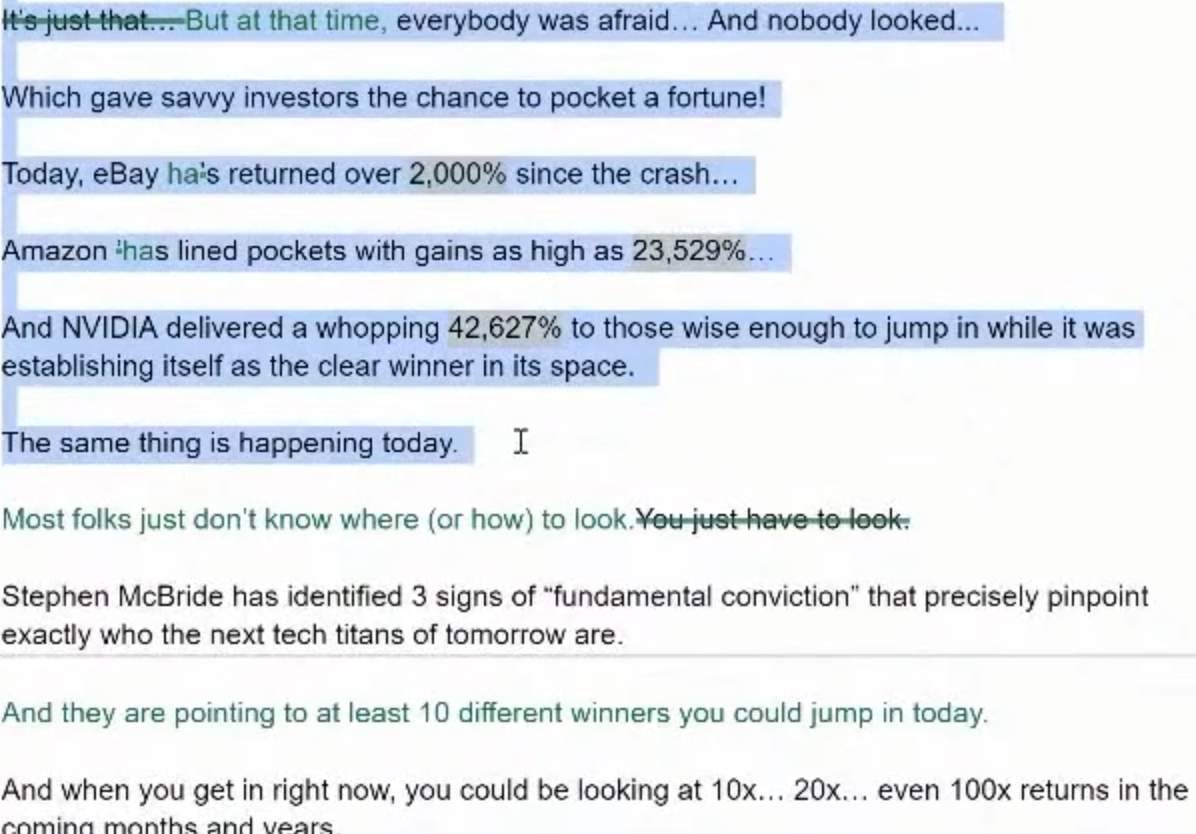 It's just that... But at that time, everybody was afraid... And nobody looked...
Which gave savvy investors the chance to pocket a fortune!
Today, eBay ha's returned over 2,000% since the crash...
Amazon 'has lined pockets with gains as high as 23,529%...
And NVIDIA delivered a whopping 42,627% to those wise enough to jump in while it was
establishing itself as the clear winner in its space.
The same thing is happening today.
Most folks just don't know where (or how) to look.You just have to look.
Stephen McBride has identified 3 signs of “fundamental conviction” that precisely pinpoint
exactly who the next tech titans of tomorrow are.
And they are pointing to at least 10 different winners you could jump in today.
And when you get in right now, you could be looking at 10x... 20x... even 100x returns in the
coming months and years.